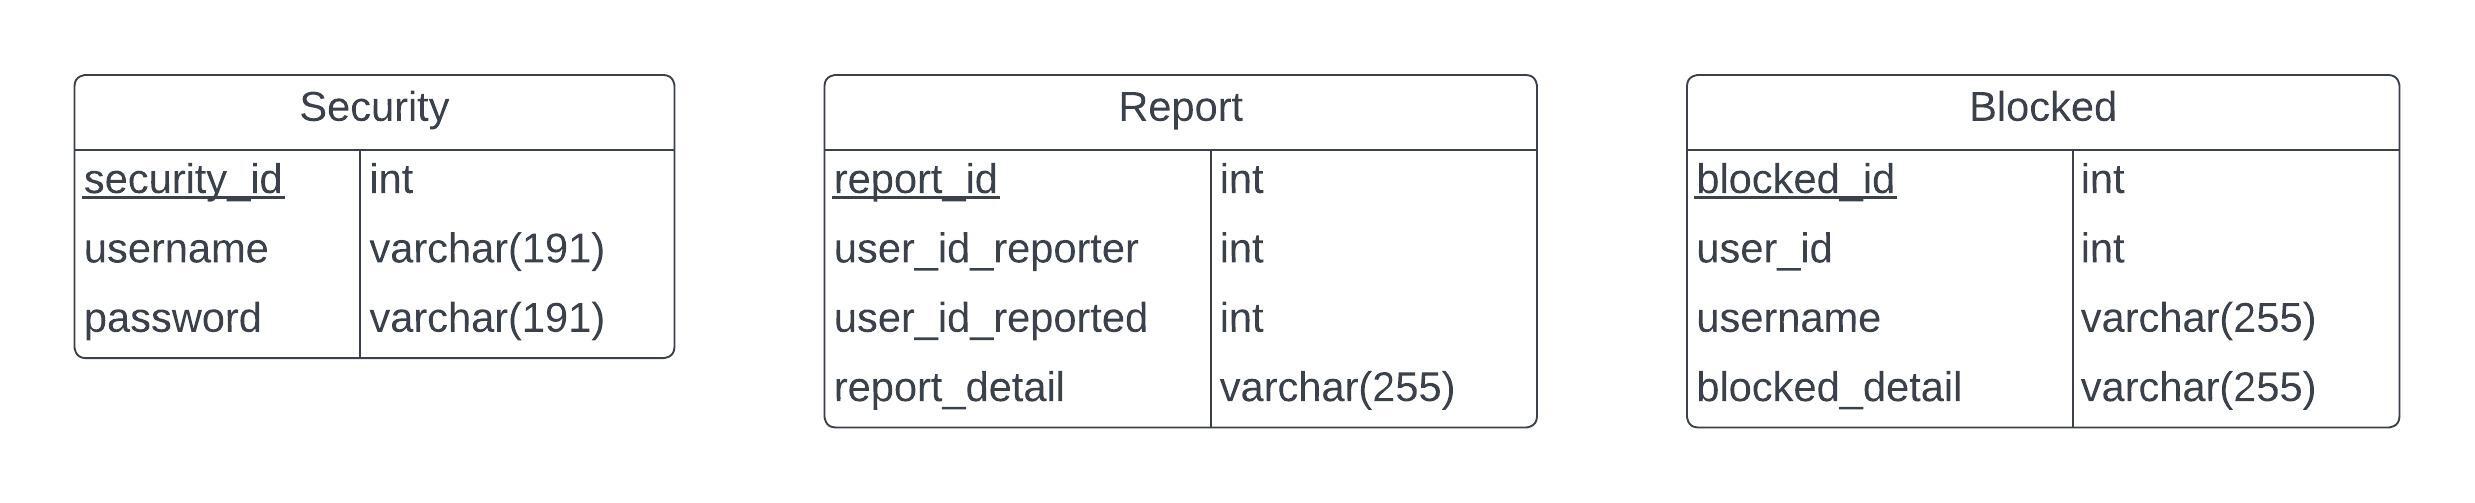 Security
security_id int
username varchar(191)
password varchar(191)
Report
report_id int
user_id_reporter int
user_id_reported int
report_detail varchar(255)
Blocked
blocked_id int
user_id int
username varchar(255)
blocked_detail varchar(255)